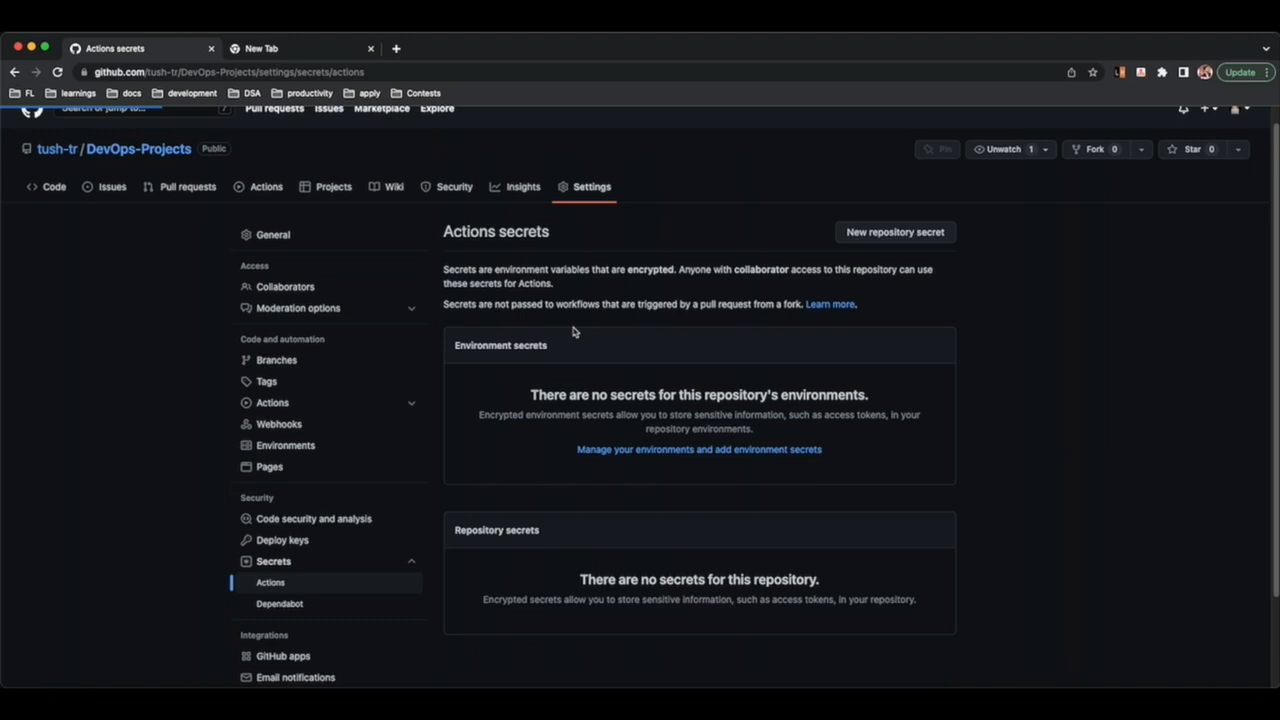 Actions secrets
New Tab
github.com/tush-tr/DevOps-Projects/settings/secrets/actions
Update
FL learnings docs development DSA productivity apply Contests
Search or jump to... /
Pull requests Issues Marketplace Explore
tush-tr / DevOps-Projects Public
Pin Unwatch 1 Fork 0 Star 0
Code Issues Pull requests Actions Projects Wiki Security Insights Settings
General
Access
Collaborators
Moderation options
Code and automation
Branches
Tags
Actions
Webhooks
Environments
Pages
Security
Code security and analysis
Deploy keys
Secrets
Actions
Dependabot
Integrations
GitHub apps
Email notifications
Actions secrets
New repository secret
Secrets are environment variables that are encrypted. Anyone with collaborator access to this repository can use
these secrets for Actions.
Secrets are not passed to workflows that are triggered by a pull request from a fork. Learn more.
Environment secrets
There are no secrets for this repository's environments.
Encrypted environment secrets allow you to store sensitive information, such as access tokens, in your
repository environments.
Manage your environments and add environment secrets
Repository secrets
There are no secrets for this repository.
Encrypted secrets allow you to store sensitive information, such as access tokens, in your repository.